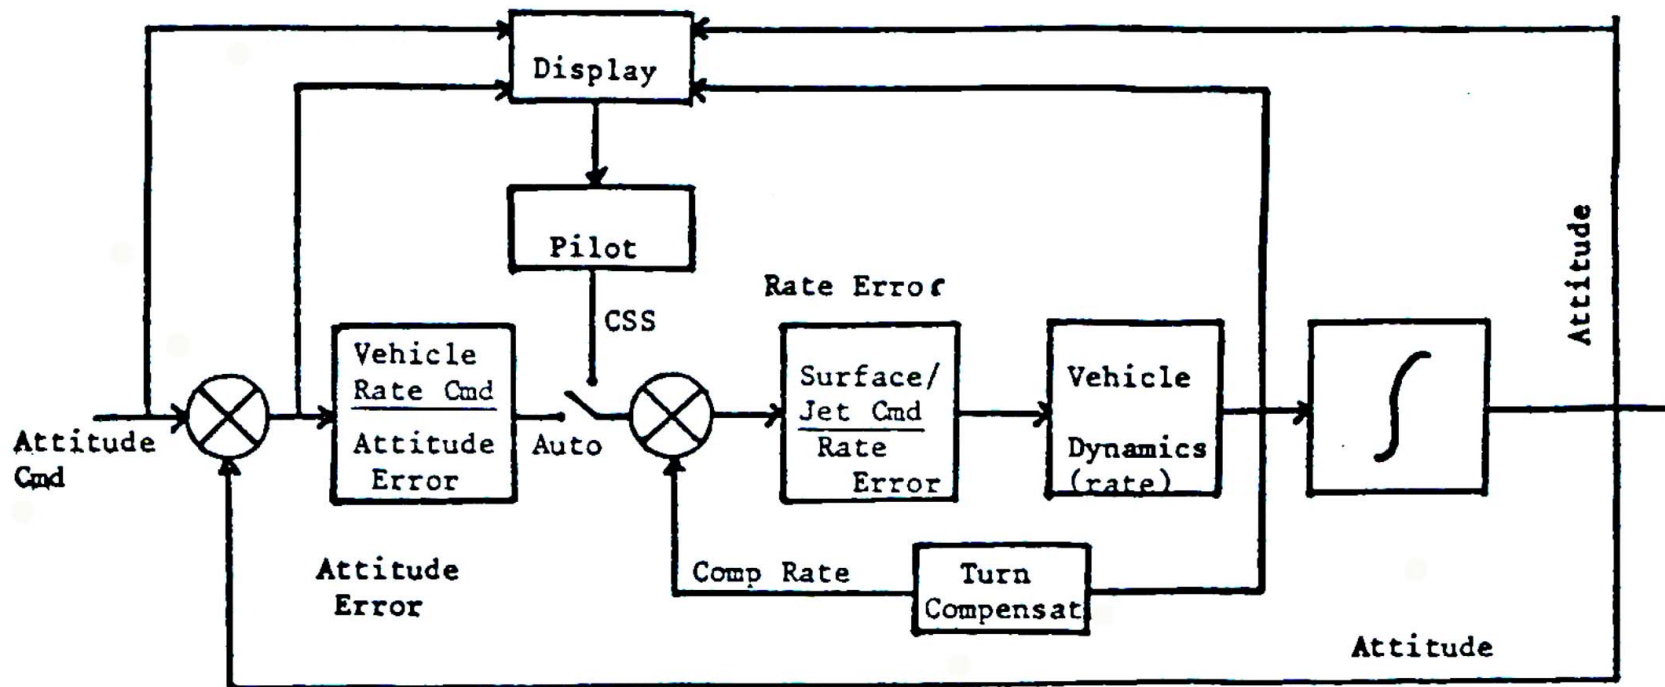 Display
Pilot
CSS
Rate Error
Attitude
Vehicle
Rate Cmd
Attitude
Error
Auto
Surface/
Jet Cmd
Rate
Error
Vehicle
Dynamics
(rate)
∫
Attitude
Cmd
Attitude
Error
Comp Rate
Turn
Compensat
Attitude